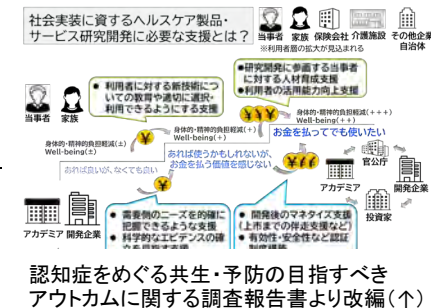 社会実装に資するヘルスケア製品・
サービス研究開発に必要な支援とは?
当事者 家族 保険会社 介護施設 その他企業
自治体
※利用者層の拡大が見込まれる
●研究開発に参画する当事者
に対する人材育成支援
●利用者の活用能力向上支援
● 利用者に対する新技術につ
いての教育や適切に選択・
利用できるようにする支援
当事者 家族
身体的・精神的負担軽減(+++)
Well-being(++)
お金を払ってでも使いたい
身体的・精神的負担軽減(+)
Well-being(+)
身体的・精神的負担軽減(±)
Well-being(±)
あれば使うかもしれないが、
お金を払う価値を感じない
あれば良いが、なくても良い
官公庁
アカデミア
開発企業
投資家
アカデミア 開発企業
● 需要側のニーズを的確に
把握できるような支援
● 科学的なエビデンスの確
● 開発後のマネタイズ支援
(上市までの伴走支援など)
● 有効性・安全性など認証
認知症をめぐる共生・予防の目指すべき
アウトカムに関する調査報告書より改編(↑)